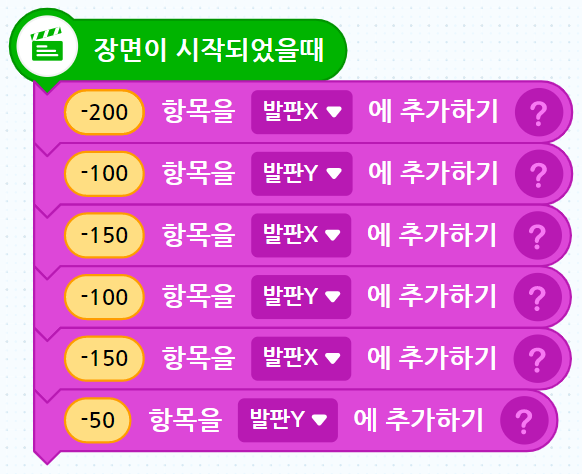 장면이 시작되었을때
-200 항목을 발판X 에 추가하기 ?
-100 항목을 발판Y 에 추가하기 ?
-150 항목을 발판X 에 추가하기 ?
-100 항목을 발판Y 에 추가하기 ?
-150 항목을 발판X 에 추가하기 ?
-50 항목을 발판Y 에 추가하기 ?